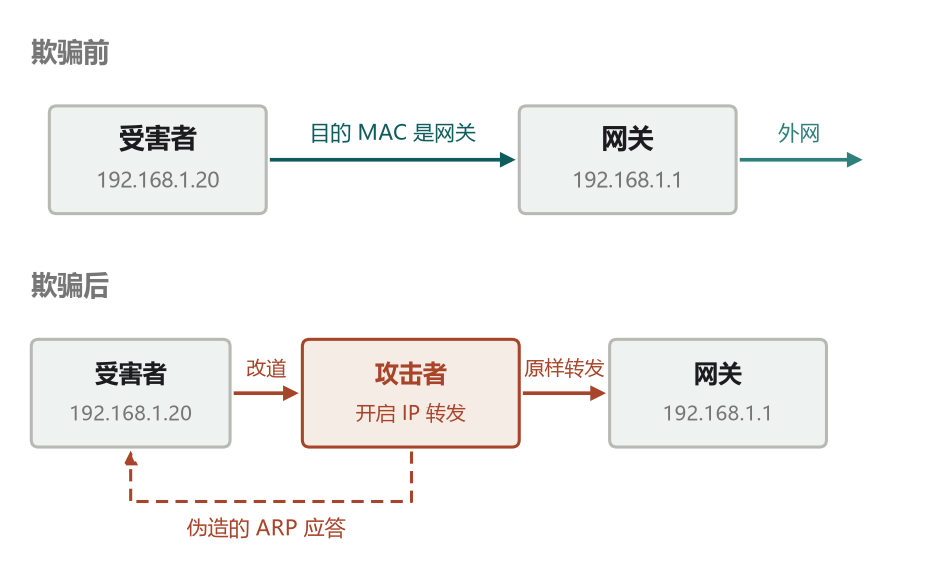 欺骗前
目的 MAC 是网关
外网
受害者
192.168.1.20
网关
192.168.1.1
欺骗后
受害者
192.168.1.20
改道
攻击者
开启 IP 转发
原样转发
网关
192.168.1.1
伪造的 ARP 应答